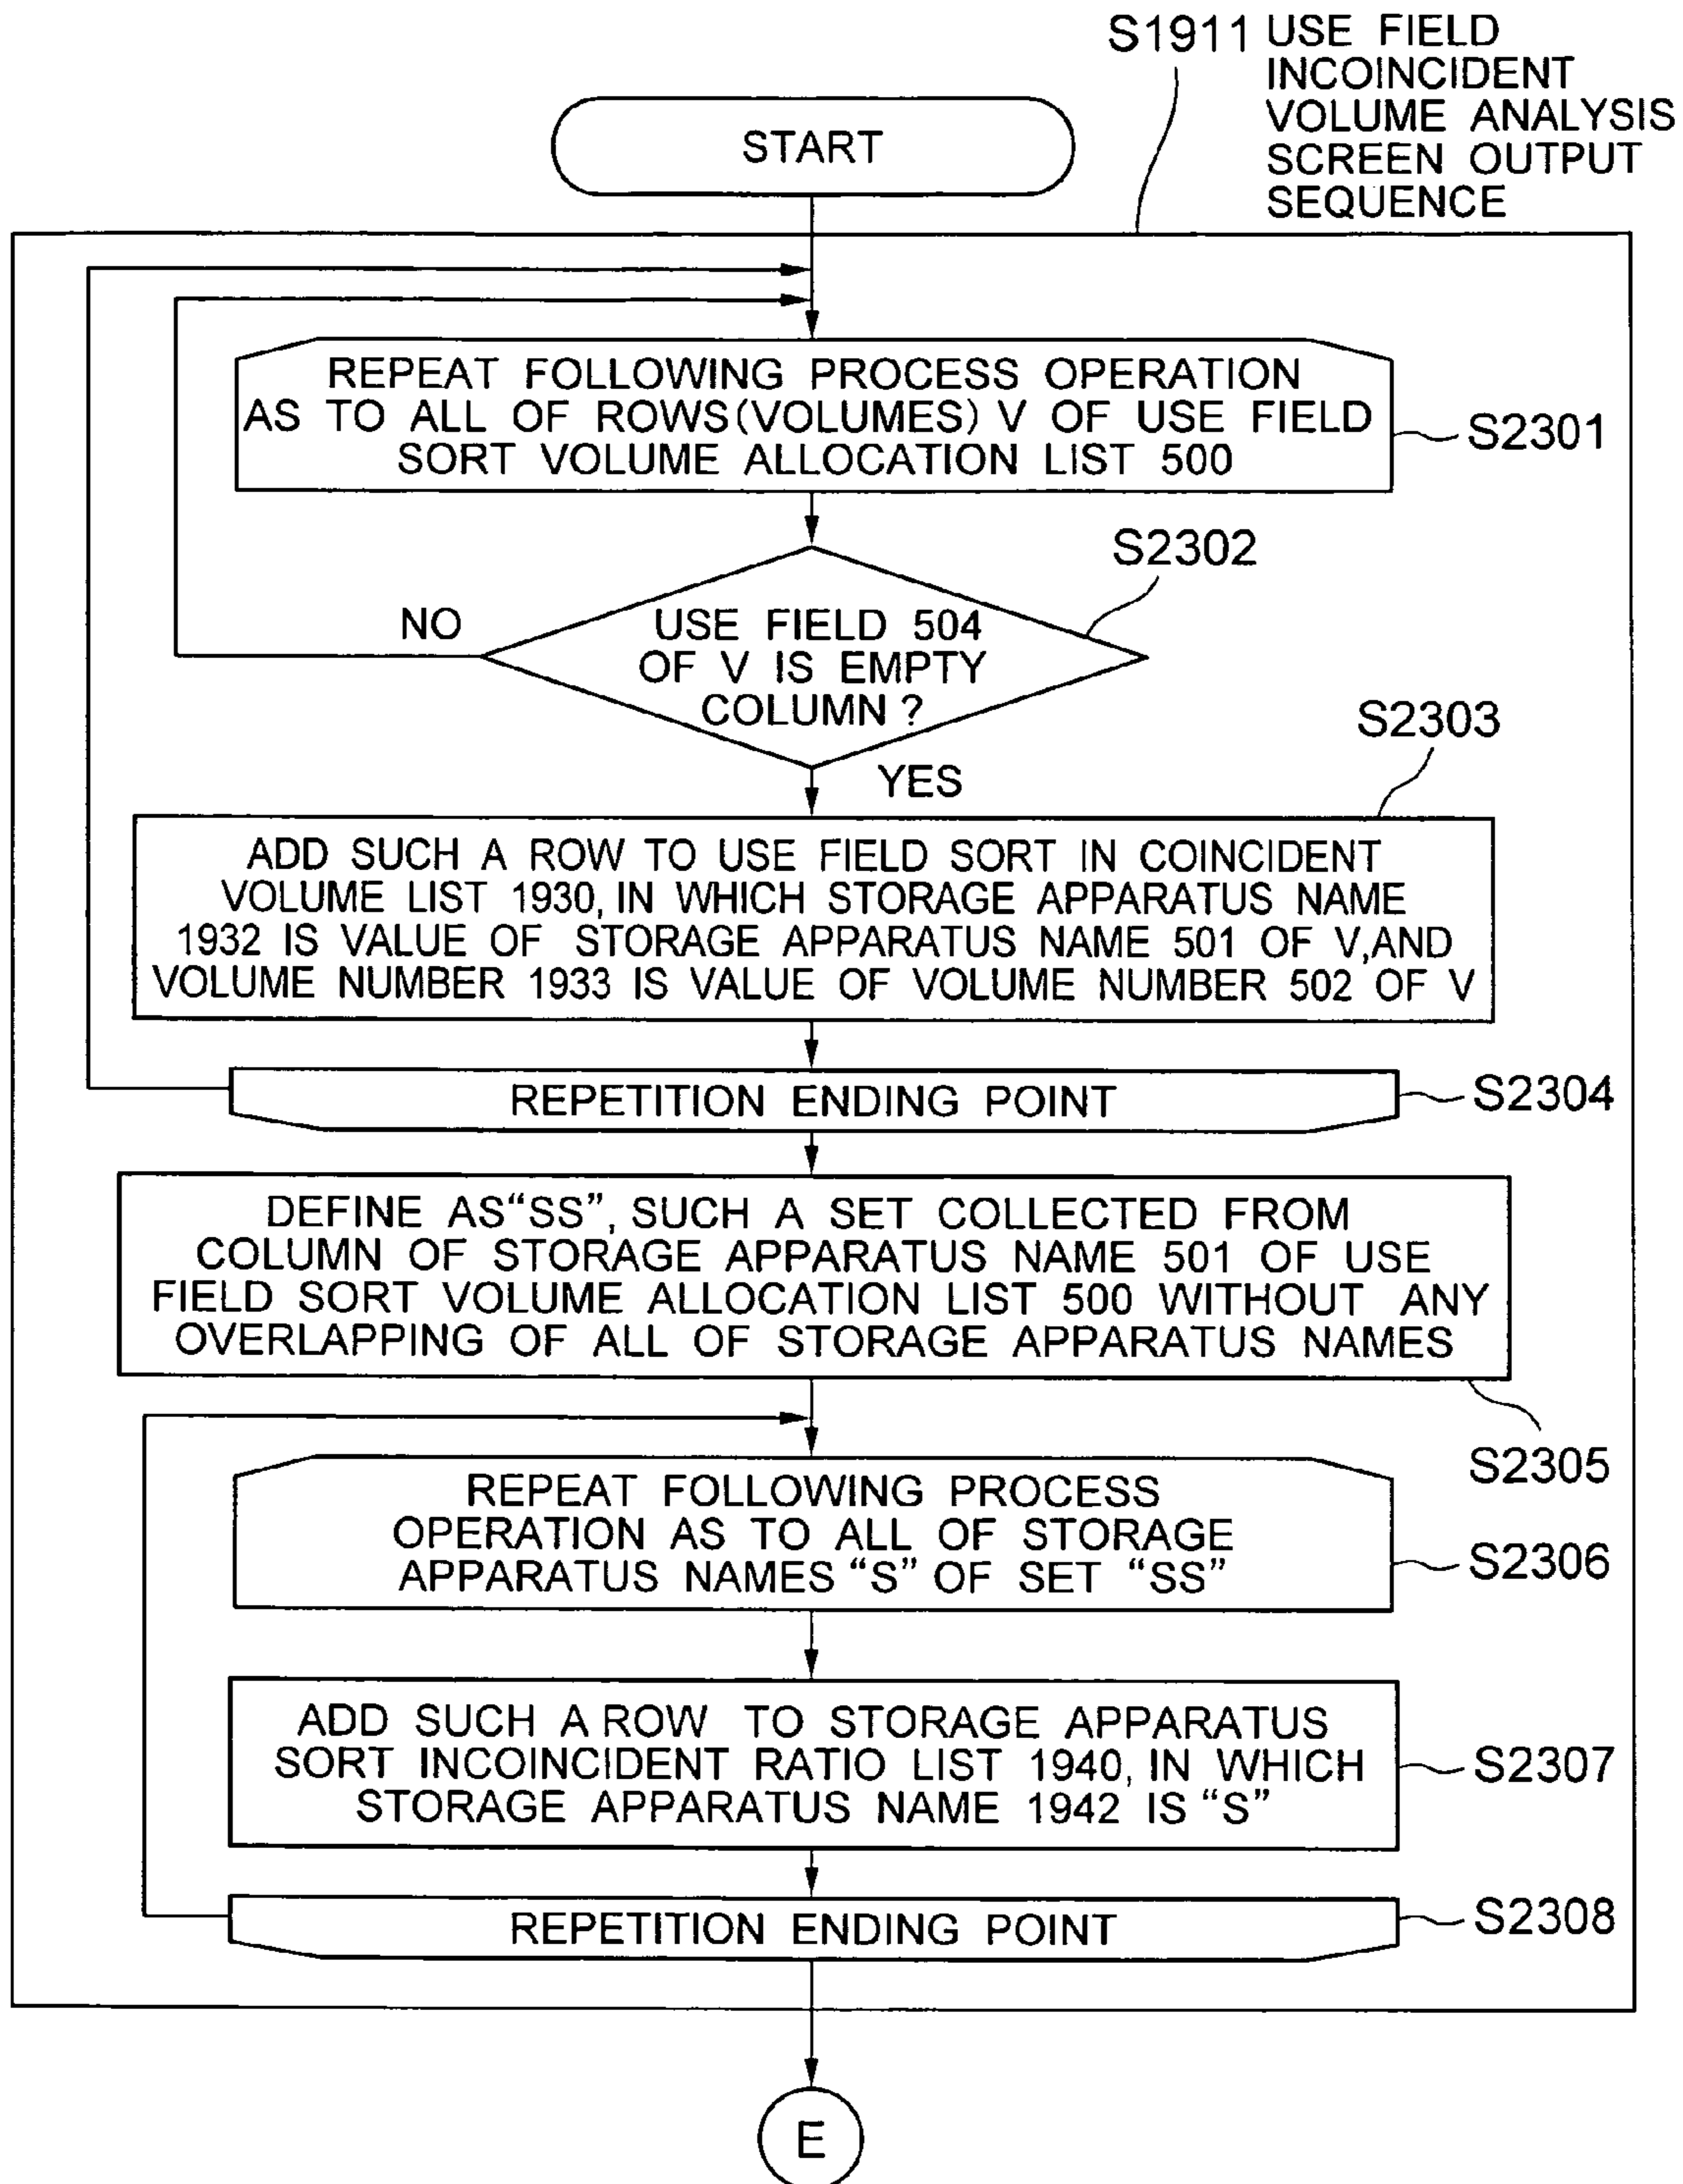 S1911 USE FIELD
INCOINCIDENT
VOLUME ANALYSIS
SCREEN OUTPUT
SEQUENCE
START
REPEAT FOLLOWING PROCESS OPERATION
AS TO ALL OF ROWS(VOLUMES) V OF USE FIELD
SORT VOLUME ALLOCATION LIST 500
S2301
S2302
NO
USE FIELD 504
OF V IS EMPTY
COLUMN ?
S2303
YES
ADD SUCH A ROW TO USE FIELD SORT IN COINCIDENT
VOLUME LIST 1930, IN WHICH STORAGE APPARATUS NAME
1932 IS VALUE OF STORAGE APPARATUS NAME 501 OF V,AND
VOLUME NUMBER 1933 IS VALUE OF VOLUME NUMBER 502 OF V
REPETITION ENDING POINT
S2304
DEFINE AS“SS”, SUCH A SET COLLECTED FROM
COLUMN OF STORAGE APPARATUS NAME 501 OF USE
FIELD SORT VOLUME ALLOCATION LIST 500 WITHOUT ANY
OVERLAPPING OF ALL OF STORAGE APPARATUS NAMES
S2305
REPEAT FOLLOWING PROCESS
OPERATION AS TO ALL OF STORAGE
APPARATUS NAMES “S” OF SET “SS”
S2306
ADD SUCH A ROW TO STORAGE APPARATUS
SORT INCOINCIDENT RATIO LIST 1940, IN WHICH
STORAGE APPARATUS NAME 1942 IS “S”
S2307
REPETITION ENDING POINT
S2308
E